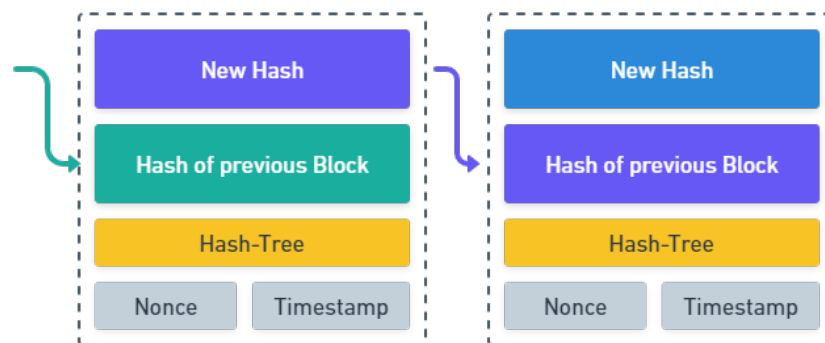 New Hash
Hash of previous Block
Hash-Tree
Nonce
Timestamp
New Hash
Hash of previous Block
Hash-Tree
Nonce
Timestamp